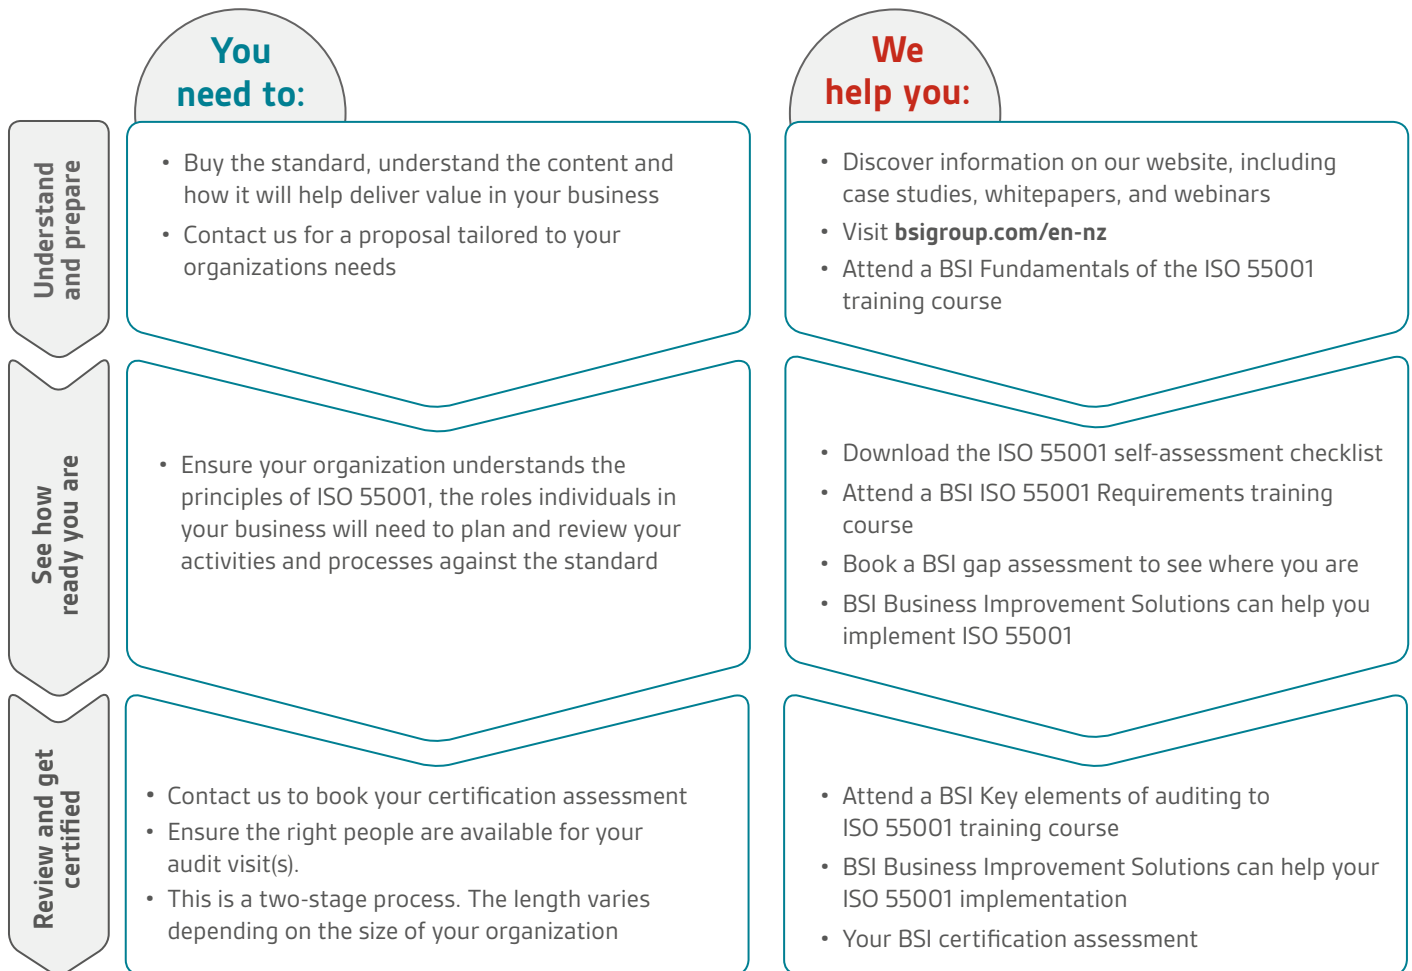 You
need to:
We
help you:
Understand
and prepare
• Buy the standard, understand the content and
how it will help deliver value in your business
• Contact us for a proposal tailored to your
organizations needs
• Discover information on our website, including
case studies, whitepapers, and webinars
• Visit bsigroup.com/en-nz
• Attend a BSI Fundamentals of the ISO 55001
training course
See how
ready you are
• Ensure your organization understands the
principles of ISO 55001, the roles individuals in
your business will need to plan and review your
activities and processes against the standard
• Download the ISO 55001 self-assessment checklist
• Attend a BSI ISO 55001 Requirements training
course
• Book a BSI gap assessment to see where you are
• BSI Business Improvement Solutions can help you
implement ISO 55001
Review and get
certified
• Contact us to book your certification assessment
• Ensure the right people are available for your
audit visit(s).
• This is a two-stage process. The length varies
depending on the size of your organization
• Attend a BSI Key elements of auditing to
ISO 55001 training course
• BSI Business Improvement Solutions can help your
ISO 55001 implementation
• Your BSI certification assessment